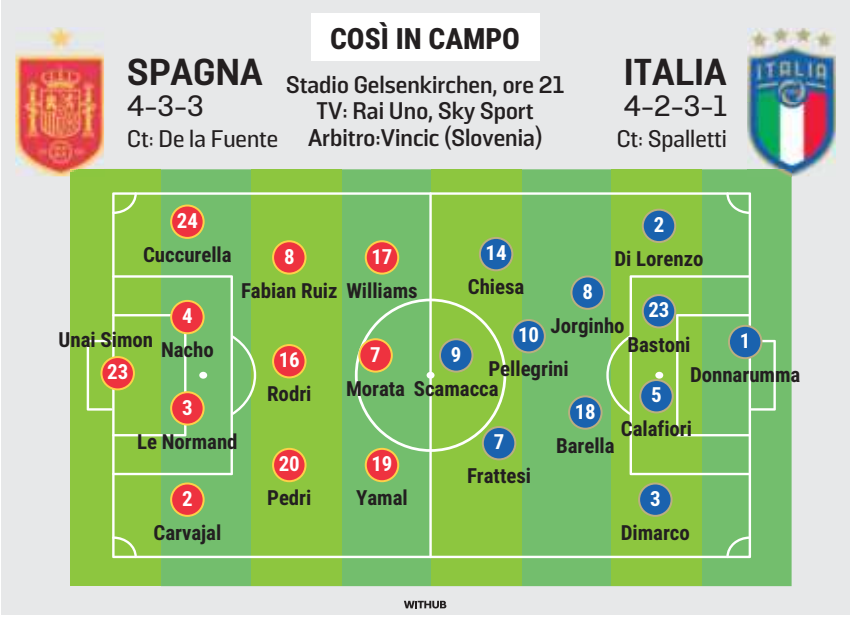 COSÌ IN CAMPO
SPAGNA
4-3-3
Ct: De la Fuente
Stadio Gelsenkirchen, ore 21
TV: Rai Uno, Sky Sport
Arbitro:Vincic (Slovenia)
ITALIA
4-2-3-1
Ct: Spalletti
ITALIA
24
Cuccurella
8
Fabian Ruiz
17
Williams
14
Chiesa
2
Di Lorenzo
4
Nacho
Unai Simon
23
16
Rodri
7
Morata
9
Scamacca
10
Pellegrini
8
Jorginho
23
Bastoni
1
Donnarumma
3
Le Normand
18
Barella
5
Calafiori
2
Carvajal
20
Pedri
19
Yamal
7
Frattesi
3
Dimarco
WITHUB